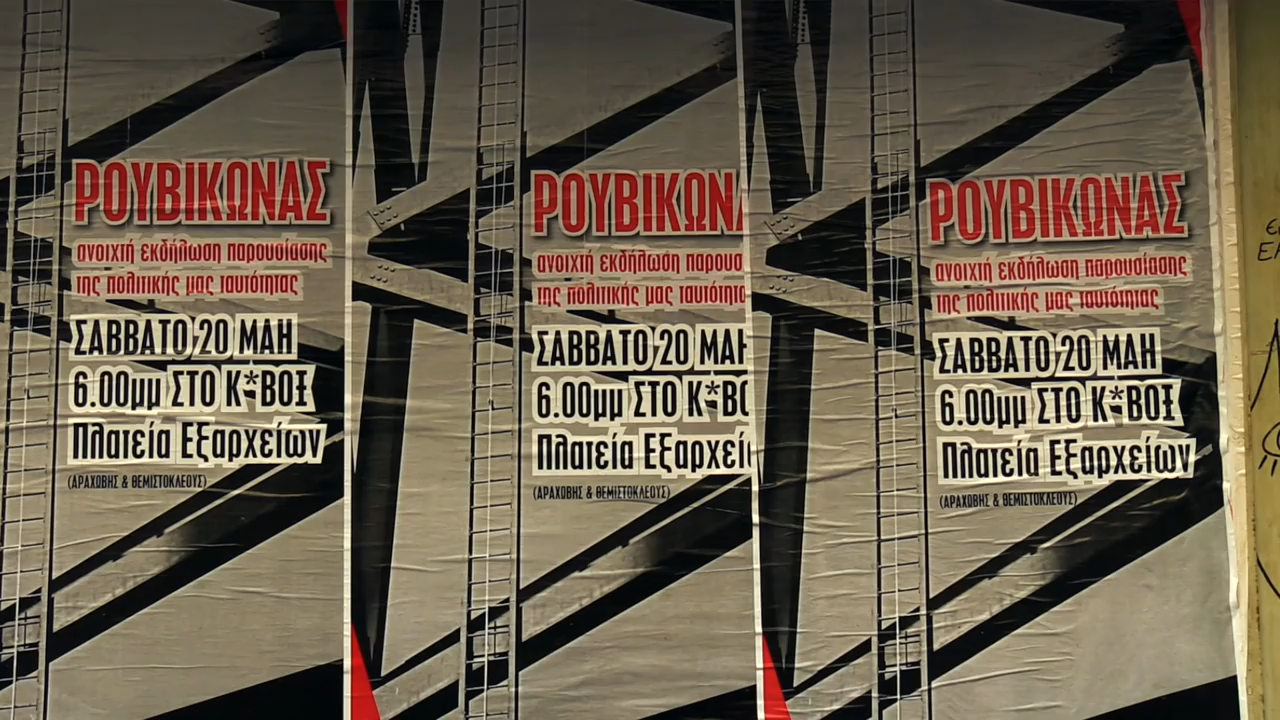 ΡΟΥΒΙΚΩΝΑΣ
ανοιχτή εκδήλωση παρουσίασης
της πολιτικής μας ταυτότητας
ΣΑΒΒΑΤΟ 20 ΜΑΗ
6.00μμ ΣΤΟ Κ*ΒΟΞ
Πλατεία Εξαρχείων
(ΑΡΑΧΩΒΗΣ & ΘΕΜΙΣΤΟΚΛΕΟΥΣ)
ΡΟΥΒΙΚΩΝΑ
ανοιχτή εκδήλωση παρουσ
της πολιτικής μας ταυτότητ
ΣΑΒΒΑΤΟ 20 ΜΑΗ
6.00μμ ΣΤΟ Κ*ΒΟ
Πλατεία Εξαρχεί
(ΑΡΑΧΩΒΗΣ & ΘΕΜΙΣΤΟΚΛΕΟΥΣ)
ΡΟΥΒΙΚΩΝΑΣ
ανοιχτή εκδήλωση παρουσίασης
της πολιτικής μας ταυτότητας
ΣΑΒΒΑΤΟ 20 ΜΑΗ
6.00μμ ΣΤΟ Κ*ΒΟΞ
Πλατεία Εξαρχείων
(ΑΡΑΧΩΒΗΣ & ΘΕΜΙΣΤΟΚΛΕΟΥΣ)